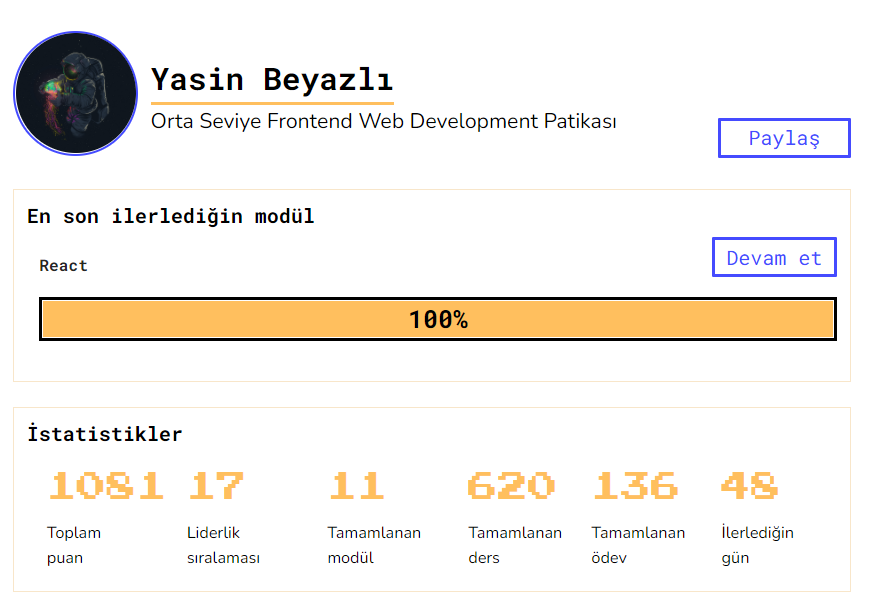 Yasin Beyazlı
Orta Seviye Frontend Web Development Patikası
Paylaş
En son ilerlediğin modül
Devam et
React
100%
İstatistikler
1081 17 11 620 136 48
Toplam Liderlik Tamamlanan Tamamlanan Tamamlanan İlerlediğin
puan sıralaması modül ders ödev gün